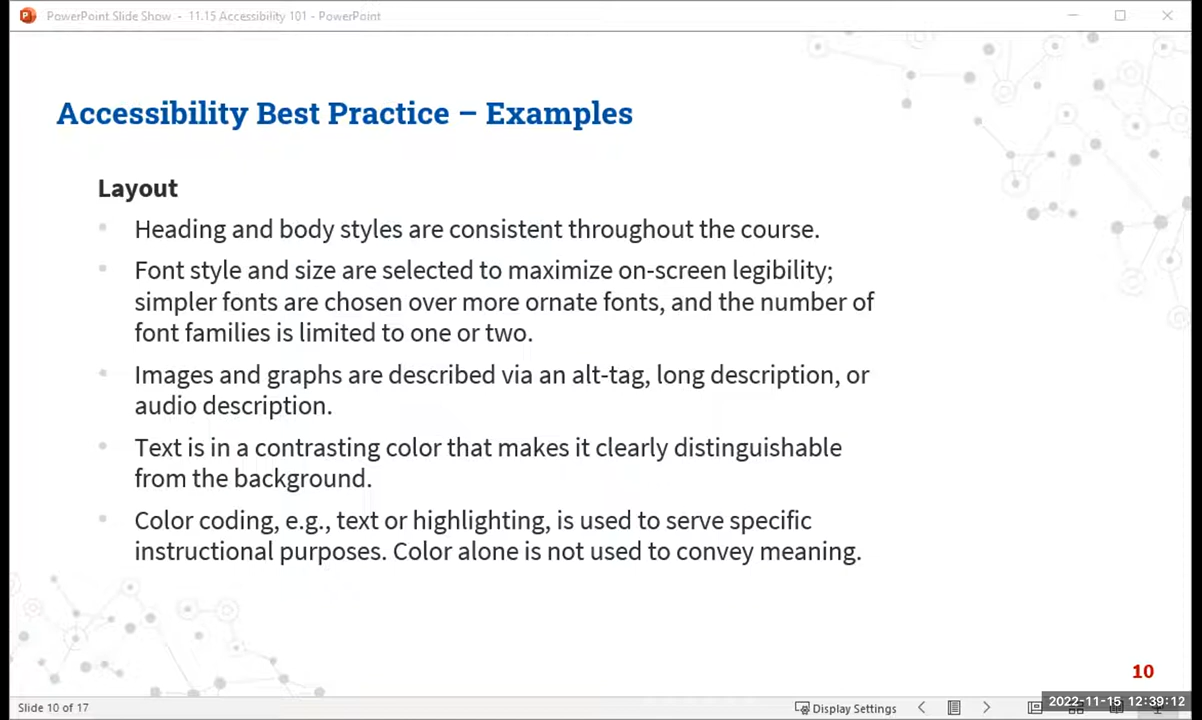 PowerPoint Slide Show - 11.15 Accessibility 101 - PowerPoint
Accessibility Best Practice – Examples
Layout
Heading and body styles are consistent throughout the course.
Font style and size are selected to maximize on-screen legibility;
simpler fonts are chosen over more ornate fonts, and the number of
font families is limited to one or two.
Images and graphs are described via an alt-tag, long description, or
audio description.
Text is in a contrasting color that makes it clearly distinguishable
from the background.
Color coding, e.g., text or highlighting, is used to serve specific
instructional purposes. Color alone is not used to convey meaning.
10
Slide 10 of 17
Display Settings
2022-11-15 12:39:12